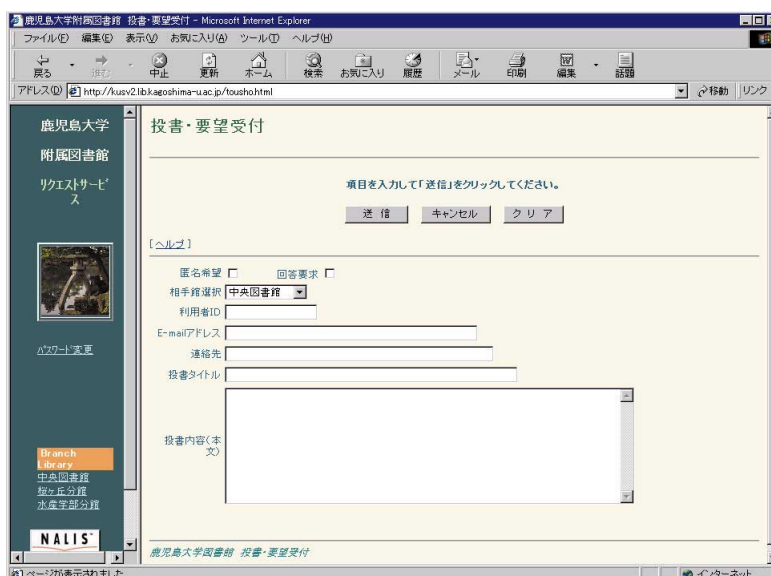 鹿児島大学附属図書館 投書・要望受付 - Microsoft Internet Explorer
ファイル(F) 編集(E) 表示(V) お気に入り(A) ツール(T) ヘルプ(H)
戻る 進む 中止 更新 ホーム 検索 お気に入り 履歴 メール 印刷 編集 話題
アドレス(D) http://kusv2.lib.kagoshima-u.ac.jp/tousho.html 移動 リンク
鹿児島大学
附属図書館
リクエストサービ
ス
パスワード変更
Branch
Library
中央図書館
桜ヶ丘分館
水産学部分館
NALIS
投書・要望受付
項目を入力して「送信」をクリックしてください。
送 信 キャンセル ク リ ア
[ヘルプ]
匿名希望 回答要求
相手館選択 中央図書館
利用者ID
E-mailアドレス
連絡先
投書タイトル
投書内容(本
文)
鹿児島大学図書館 投書・要望受付
ページが表示されました インターネット